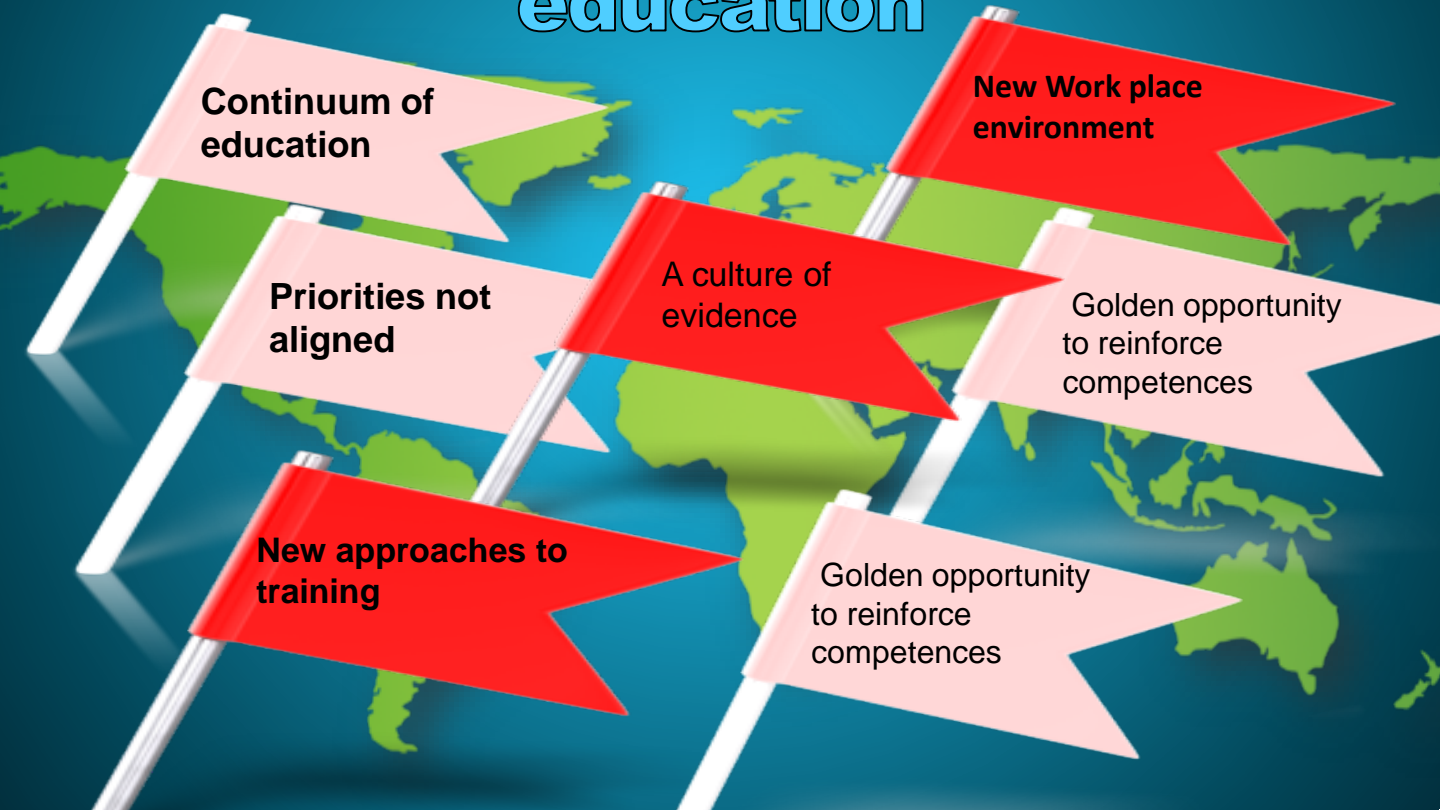 education
Continuum of
education
New Work place
environment
Priorities not
aligned
A culture of
evidence
Golden opportunity
to reinforce
competences
New approaches to
training
Golden opportunity
to reinforce
competences